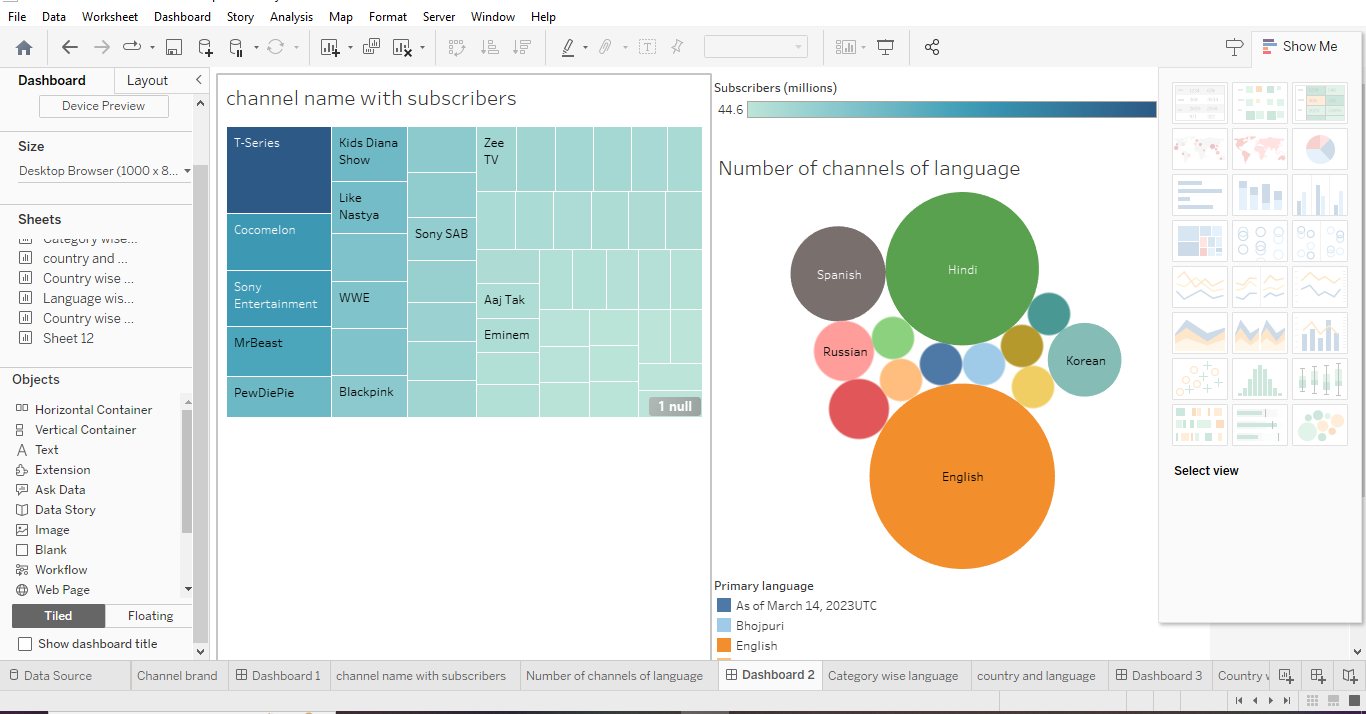 File Data Worksheet Dashboard Story Analysis Map Format Server Window Help
Show Me
Dashboard Layout
Device Preview
Size
Desktop Browser (1000 x 8...
Sheets
Category wise...
country and ...
Country wise ...
Language wis...
Country wise ...
Sheet 12
Objects
Horizontal Container
Vertical Container
Text
Extension
Ask Data
Data Story
Image
Blank
Workflow
Web Page
Tiled Floating
Show dashboard title
channel name with subscribers
T-Series
Cocomelon
Sony
Entertainment
MrBeast
PewDiePie
Kids Diana
Show
Like
Nastya
WWE
Blackpink
Sony SAB
Zee
TV
Aaj Tak
Eminem
1 null
Subscribers (millions)
44.6
Number of channels of language
Spanish
Hindi
Russian
Korean
English
Primary language
As of March 14, 2023UTC
Bhojpuri
English
Select view
Data Source Channel brand Dashboard 1 channel name with subscribers Number of channels of language Dashboard 2 Category wise language country and language Dashboard 3 Country